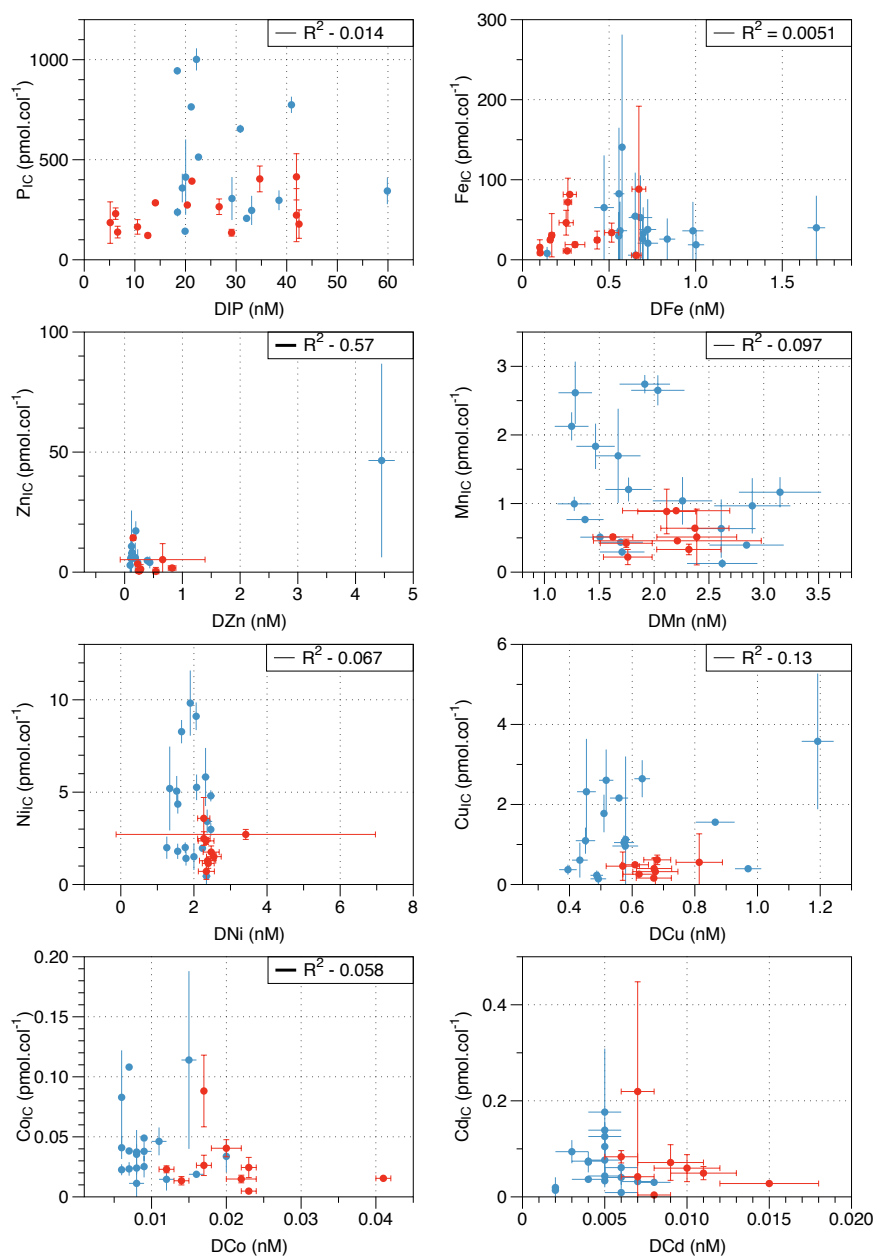 R² - 0.014
P_IC (pmol.col⁻¹)
1000
500
0
0 10 20 30 40 50 60
DIP (nM)
R² = 0.0051
Fe_IC (pmol.col⁻¹)
300
200
100
0
0.0 0.5 1.0 1.5
DFe (nM)
R² - 0.57
Zn_IC (pmol.col⁻¹)
100
50
0
0 1 2 3 4 5
DZn (nM)
R² - 0.097
Mn_IC (pmol.col⁻¹)
3
2
1
0
1.0 1.5 2.0 2.5 3.0 3.5
DMn (nM)
R² - 0.067
Ni_IC (pmol.col⁻¹)
10
5
0
0 2 4 6 8
DNi (nM)
R² - 0.13
Cu_IC (pmol.col⁻¹)
6
4
2
0
0.4 0.6 0.8 1.0 1.2
DCu (nM)
R² - 0.058
Co_IC (pmol.col⁻¹)
0.20
0.15
0.10
0.05
0.00
0.01 0.02 0.03 0.04
DCo (nM)
Cd_IC (pmol.col⁻¹)
0.4
0.2
0.0
0.000 0.005 0.010 0.015 0.020
DCd (nM)